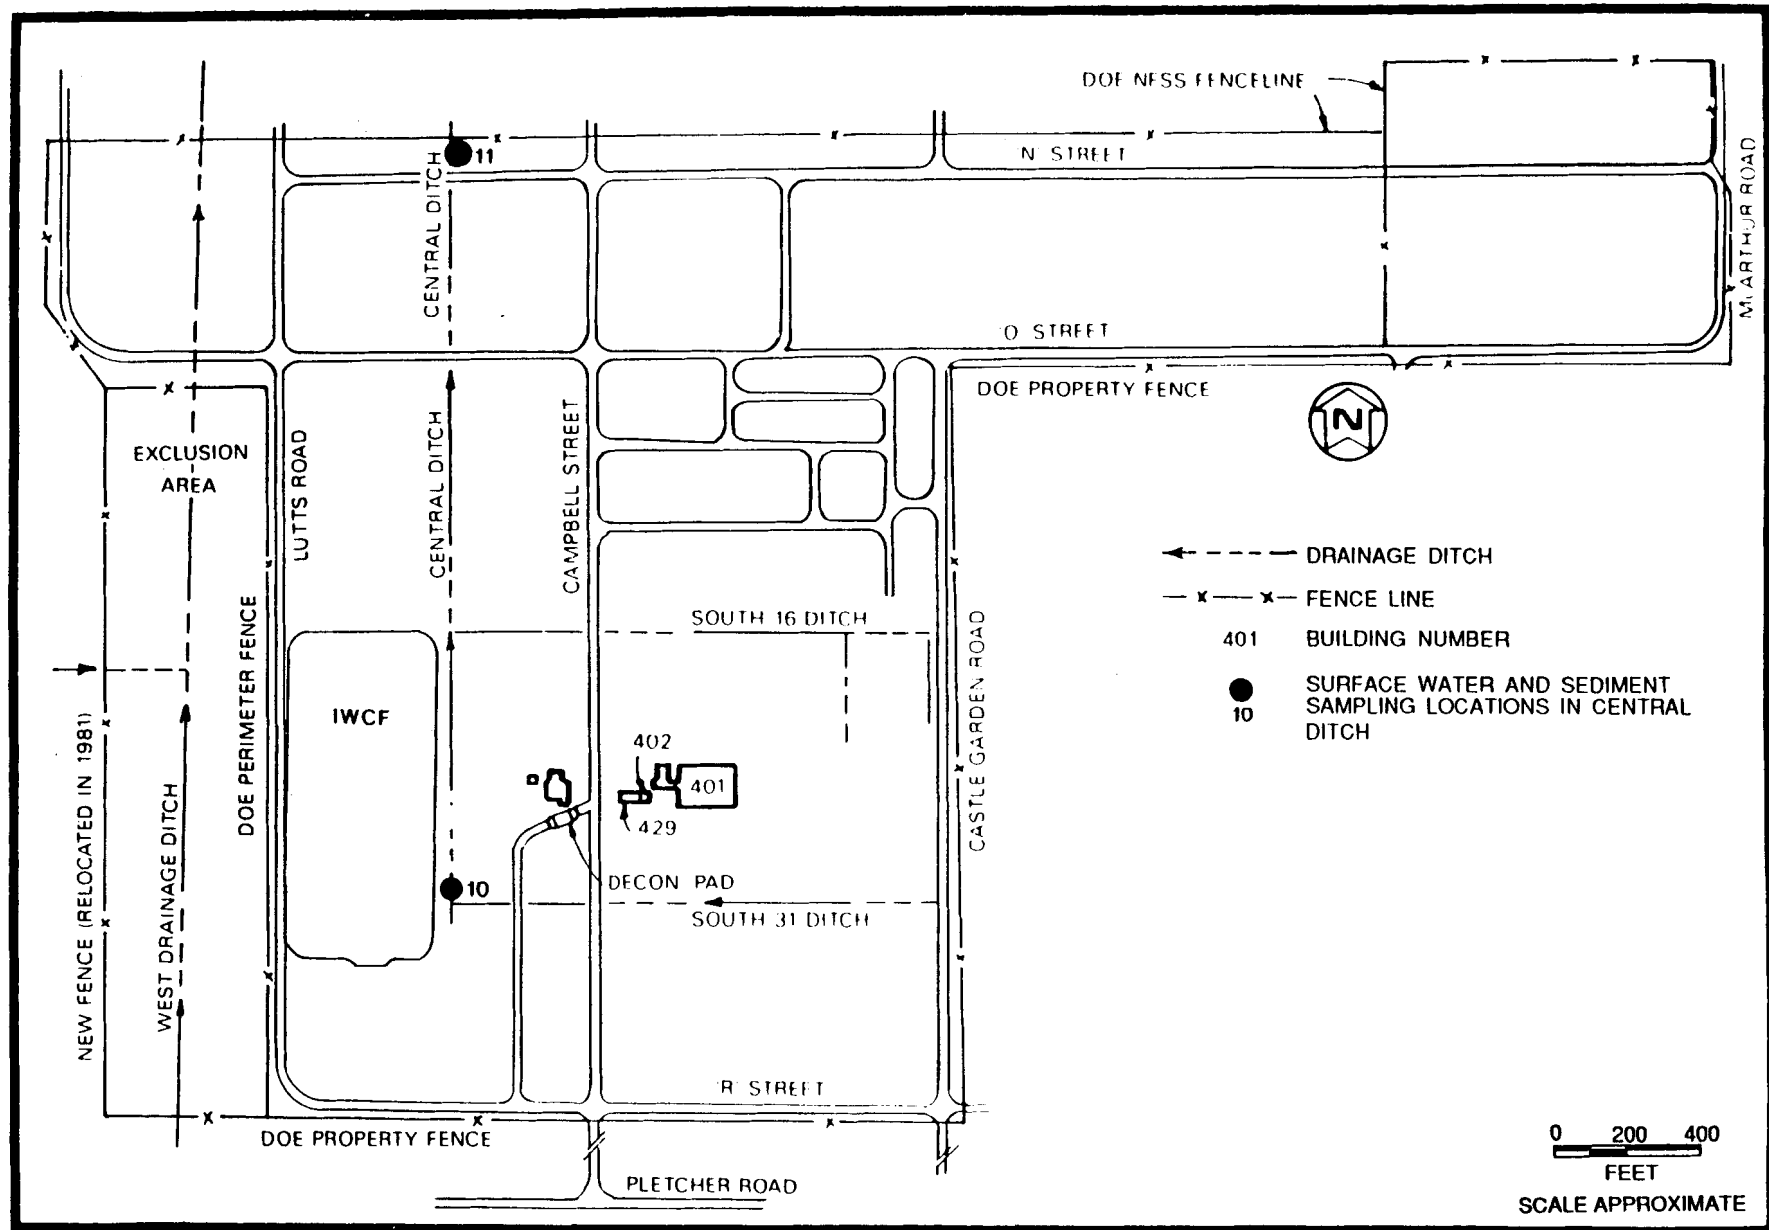 DOE NFSS FENCELINE
11
'N' STREET
CENTRAL DITCH
McARTHUR ROAD
'O' STREET
DOE PROPERTY FENCE
N
EXCLUSION
AREA
LUTTS ROAD
CENTRAL DITCH
CAMPBELL STREET
DRAINAGE DITCH
FENCE LINE
401 BUILDING NUMBER
10 SURFACE WATER AND SEDIMENT
SAMPLING LOCATIONS IN CENTRAL
DITCH
SOUTH 16 DITCH
DOE PERIMETER FENCE
CASTLE GARDEN ROAD
IWCF
NEW FENCE (RELOCATED IN 1981)
WEST DRAINAGE DITCH
402
401
429
10
DECON PAD
SOUTH 31 DITCH
'R' STREET
DOE PROPERTY FENCE
PLETCHER ROAD
0 200 400
FEET
SCALE APPROXIMATE